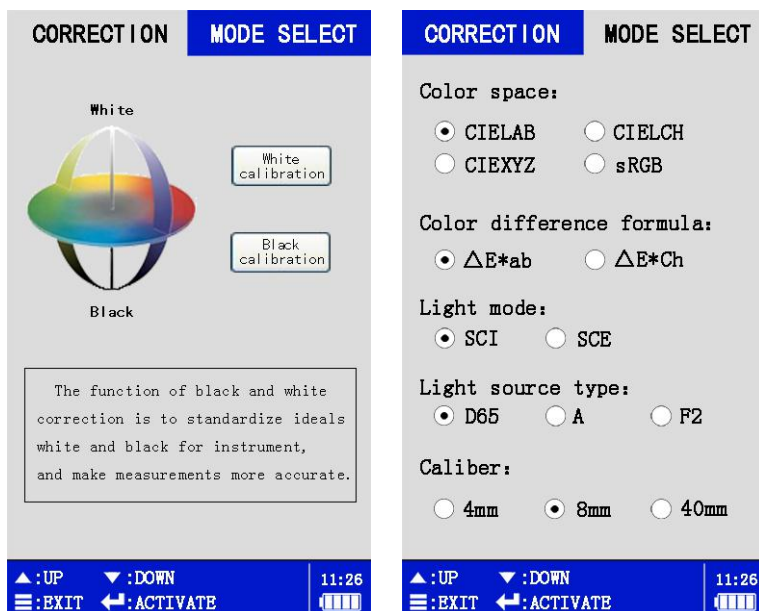 CORRECTION MODE SELECT
White
White
calibration
Black
calibration
Black
The function of black and white
correction is to standardize ideals
white and black for instrument,
and make measurements more accurate.
▲:UP ▼:DOWN 11:26
:EXIT :ACTIVATE
CORRECTION MODE SELECT
Color space:
CIELAB CIELCH
CIEXYZ sRGB
Color difference formula:
△E*ab △E*Ch
Light mode:
SCI SCE
Light source type:
D65 A F2
Caliber:
4mm 8mm 40mm
▲:UP ▼:DOWN 11:26
:EXIT :ACTIVATE